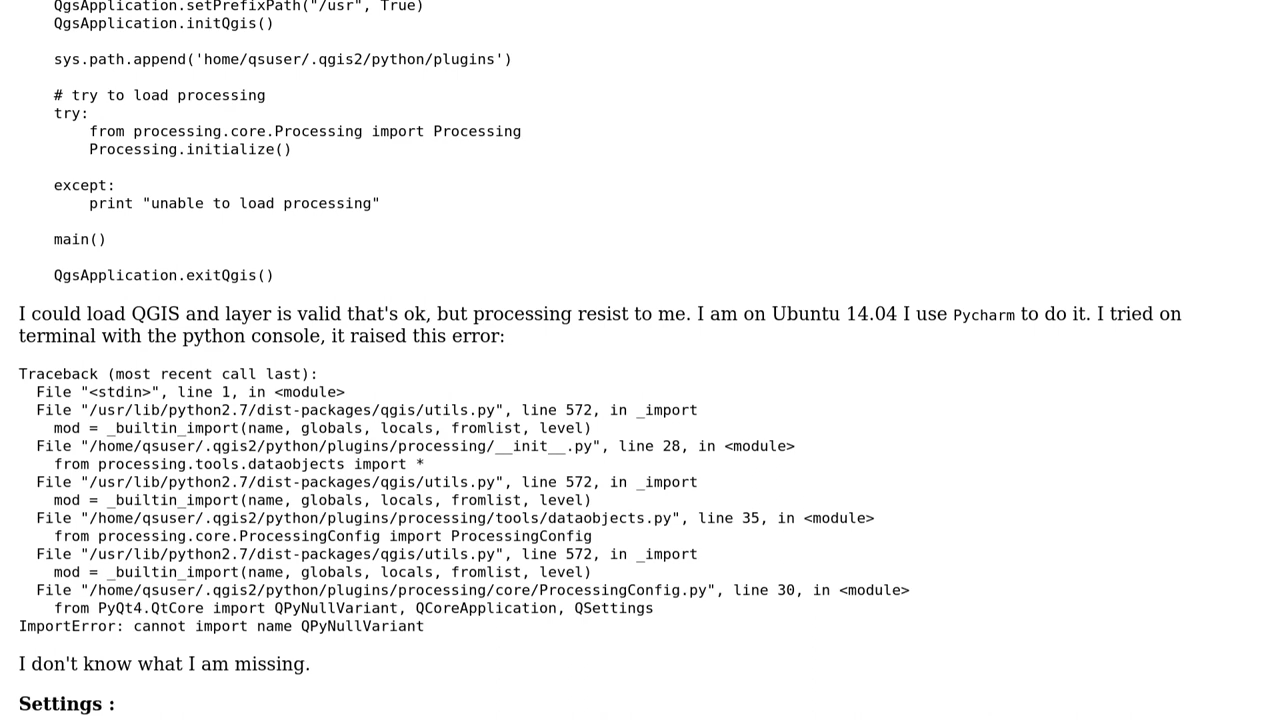 QgsApplication.setPrefixPath("/usr", True)
QgsApplication.initQgis()
sys.path.append('home/qsuser/.qgis2/python/plugins')
# try to load processing
try:
from processing.core.Processing import Processing
Processing.initialize()
except:
print "unable to load processing"
main()
QgsApplication.exitQgis()
I could load QGIS and layer is valid that's ok, but processing resist to me. I am on Ubuntu 14.04 I use Pycharm to do it. I tried on
terminal with the python console, it raised this error:
Traceback (most recent call last):
File "<stdin>", line 1, in <module>
File "/usr/lib/python2.7/dist-packages/qgis/utils.py", line 572, in _import
mod = _builtin_import(name, globals, locals, fromlist, level)
File "/home/qsuser/.qgis2/python/plugins/processing/__init__.py", line 28, in <module>
from processing.tools.dataobjects import *
File "/usr/lib/python2.7/dist-packages/qgis/utils.py", line 572, in _import
mod = _builtin_import(name, globals, locals, fromlist, level)
File "/home/qsuser/.qgis2/python/plugins/processing/tools/dataobjects.py", line 35, in <module>
from processing.core.ProcessingConfig import ProcessingConfig
File "/usr/lib/python2.7/dist-packages/qgis/utils.py", line 572, in _import
mod = _builtin_import(name, globals, locals, fromlist, level)
File "/home/qsuser/.qgis2/python/plugins/processing/core/ProcessingConfig.py", line 30, in <module>
from PyQt4.QtCore import QPyNullVariant, QCoreApplication, QSettings
ImportError: cannot import name QPyNullVariant
I don't know what I am missing.
Settings :